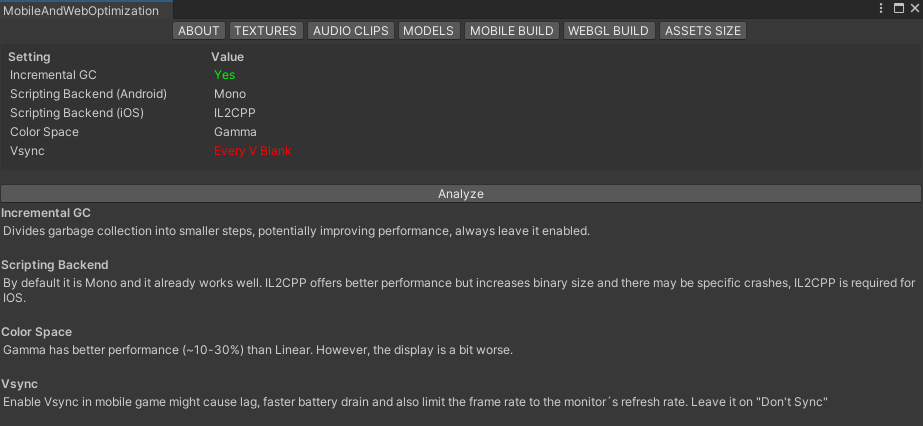 MobileAndWebOptimization
ABOUT TEXTURES AUDIO CLIPS MODELS MOBILE BUILD WEBGL BUILD ASSETS SIZE
Setting Value
Incremental GC Yes
Scripting Backend (Android) Mono
Scripting Backend (iOS) IL2CPP
Color Space Gamma
Vsync Every V Blank
Analyze
Incremental GC
Divides garbage collection into smaller steps, potentially improving performance, always leave it enabled.
Scripting Backend
By default it is Mono and it already works well. IL2CPP offers better performance but increases binary size and there may be specific crashes, IL2CPP is required for
IOS.
Color Space
Gamma has better performance (~10-30%) than Linear. However, the display is a bit worse.
Vsync
Enable Vsync in mobile game might cause lag, faster battery drain and also limit the frame rate to the monitor´s refresh rate. Leave it on "Don't Sync"